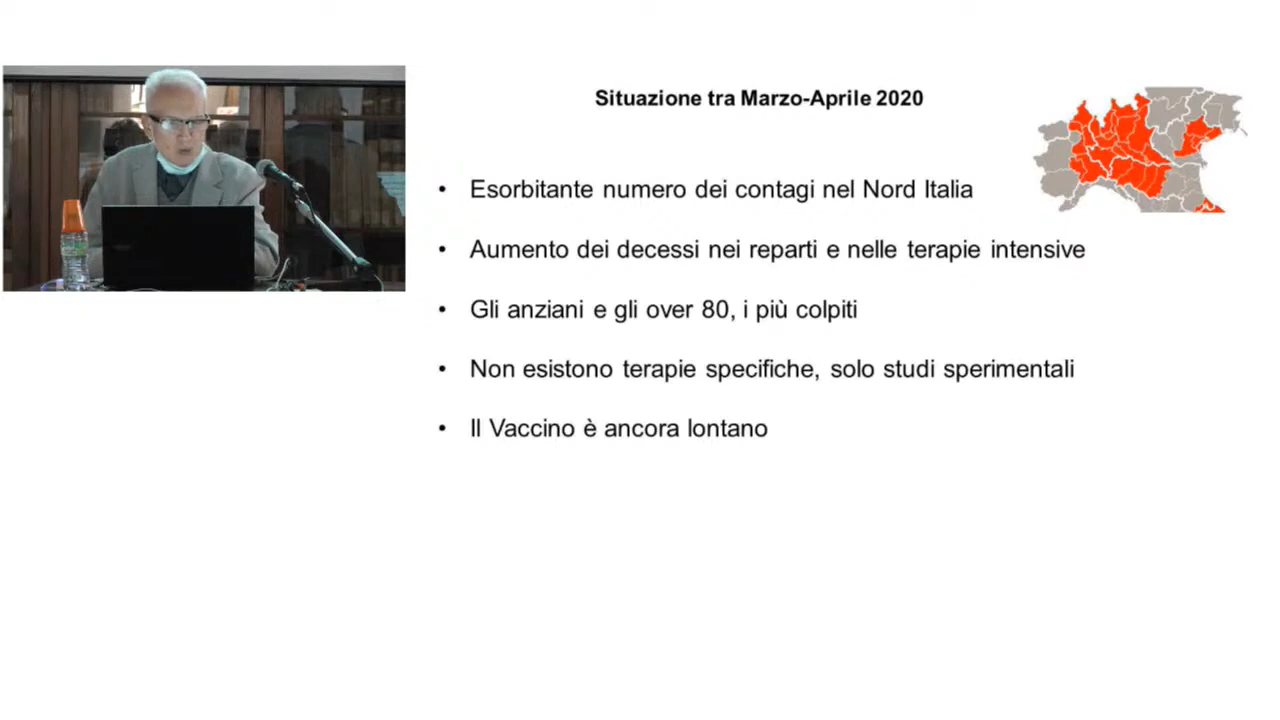 Situazione tra Marzo-Aprile 2020
• Esorbitante numero dei contagi nel Nord Italia
• Aumento dei decessi nei reparti e nelle terapie intensive
• Gli anziani e gli over 80, i più colpiti
• Non esistono terapie specifiche, solo studi sperimentali
• Il Vaccino è ancora lontano